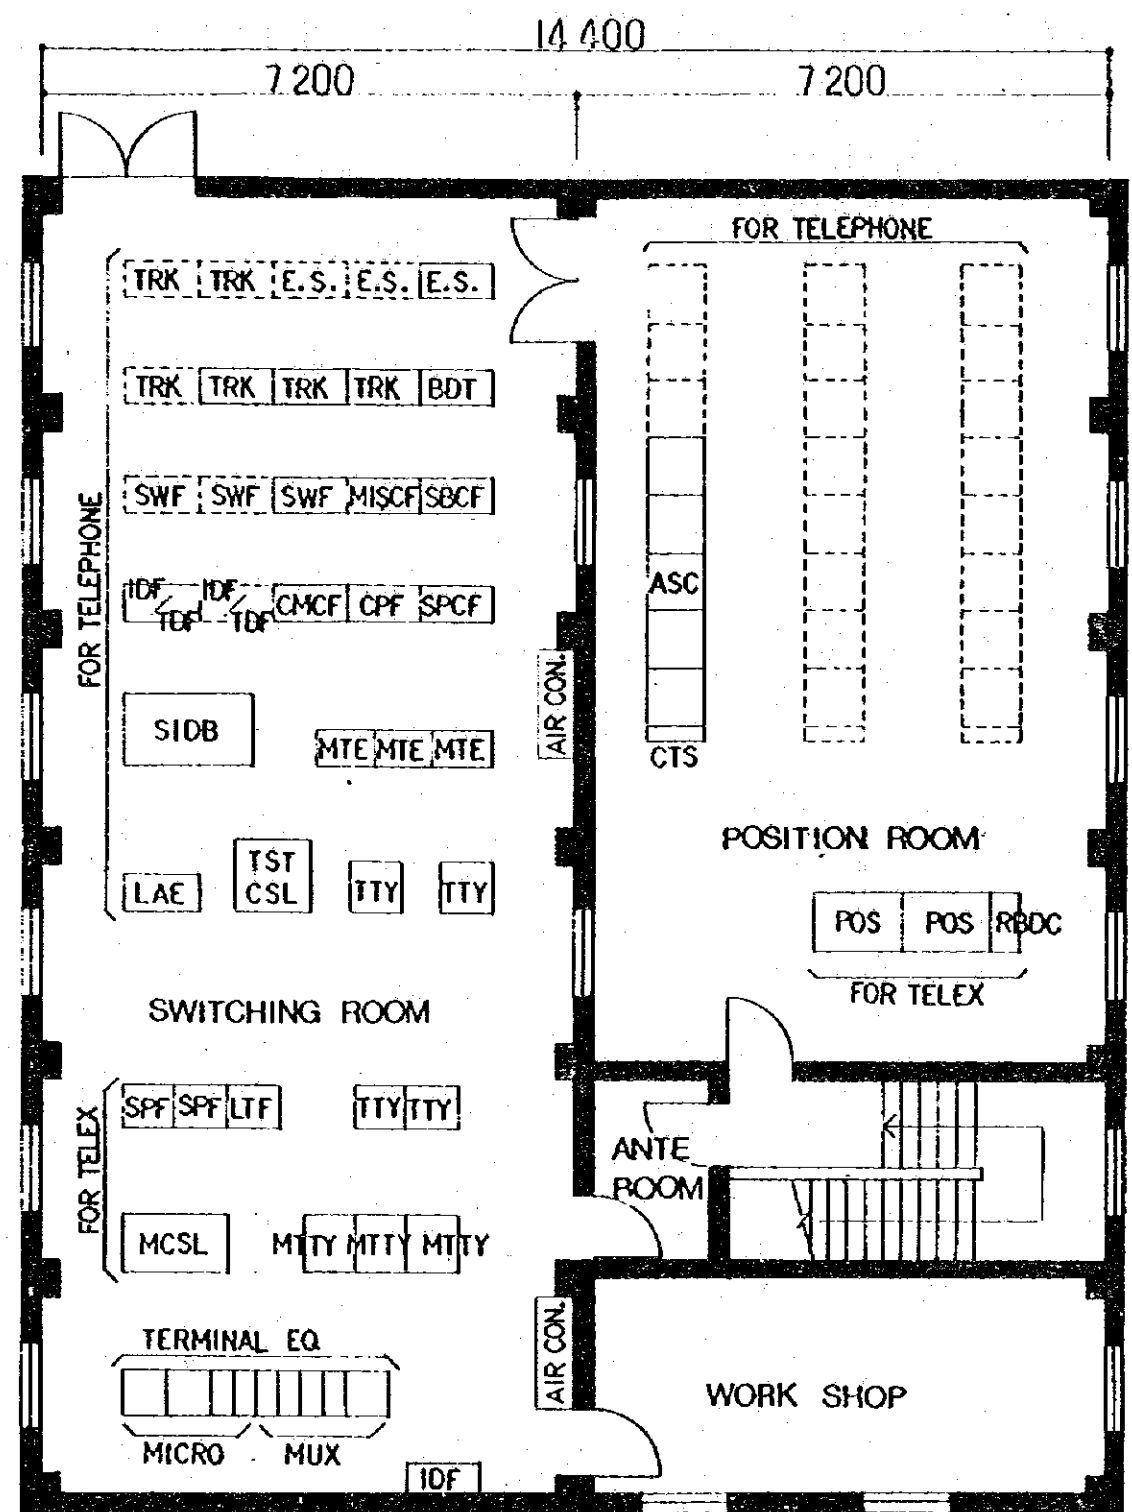 14 400
7 200 7 200
FOR TELEPHONE
TRK TRK E.S. E.S. E.S.
TRK TRK TRK TRK BDT
SWF SWF SWF MISCF SBCF
FOR TELEPHONE
IDF TDF IDF TDF CMCF CPF SPCF
ASC
AIR CON.
SIDB
MTE MTE MTE
CTS
POSITION ROOM
TST
CSL
LAE TTY TTY
POS POS RBDC
FOR TELEX
SWITCHING ROOM
SPF SPF LTF TTY TTY
FOR TELEX
ANTE
ROOM
MCSL MTTY MTTY MTTY
TERMINAL EQ
AIR CON.
WORK SHOP
MICRO MUX
IDF